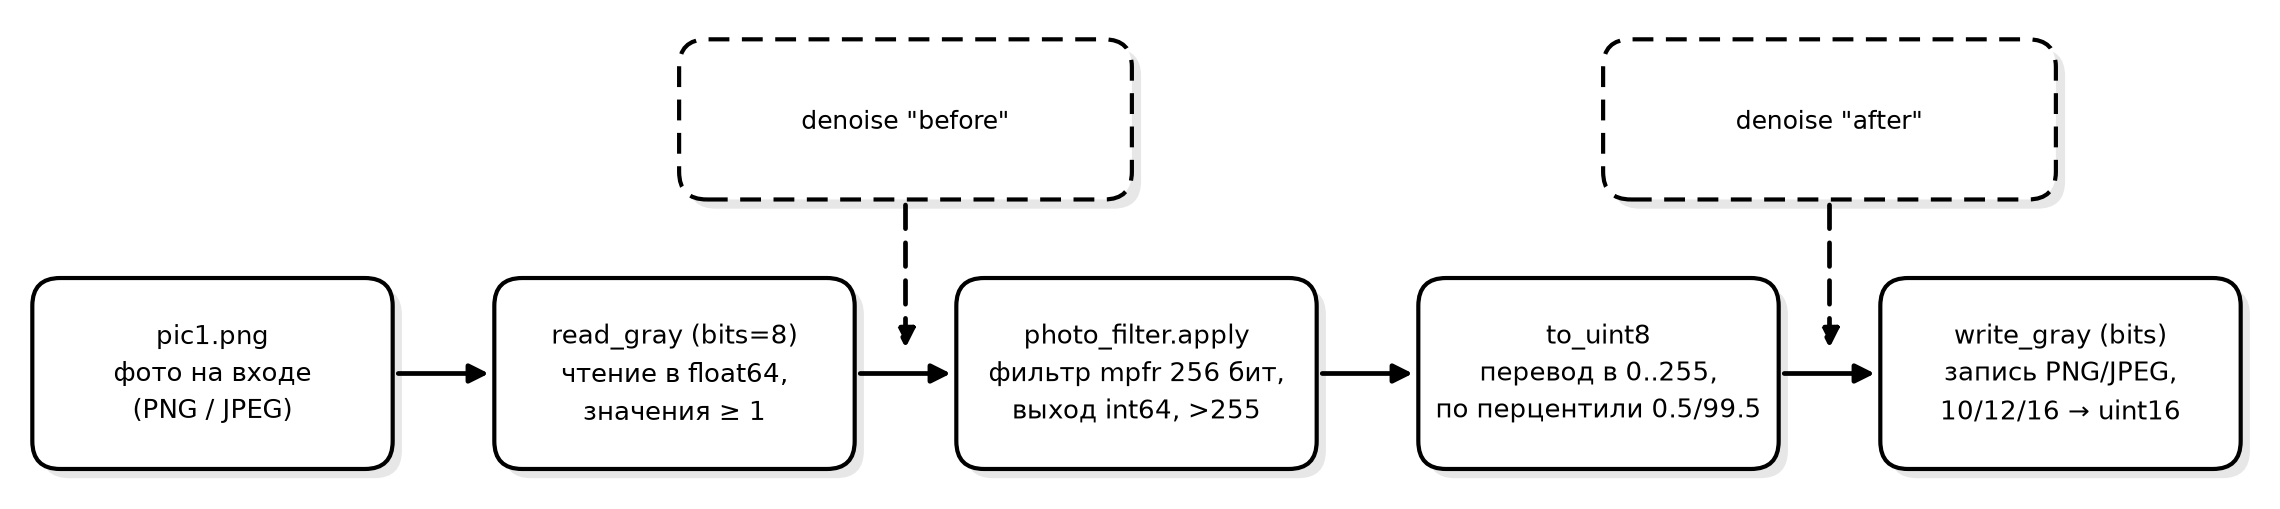 denoise "before"
denoise "after"
pic1.png
фото на входе
(PNG / JPEG)
read_gray (bits=8)
чтение в float64,
значения ≥ 1
photo_filter.apply
фильтр mpfr 256 бит,
выход int64, >255
to_uint8
перевод в 0..255,
по перцентили 0.5/99.5
write_gray (bits)
запись PNG/JPEG,
10/12/16 → uint16